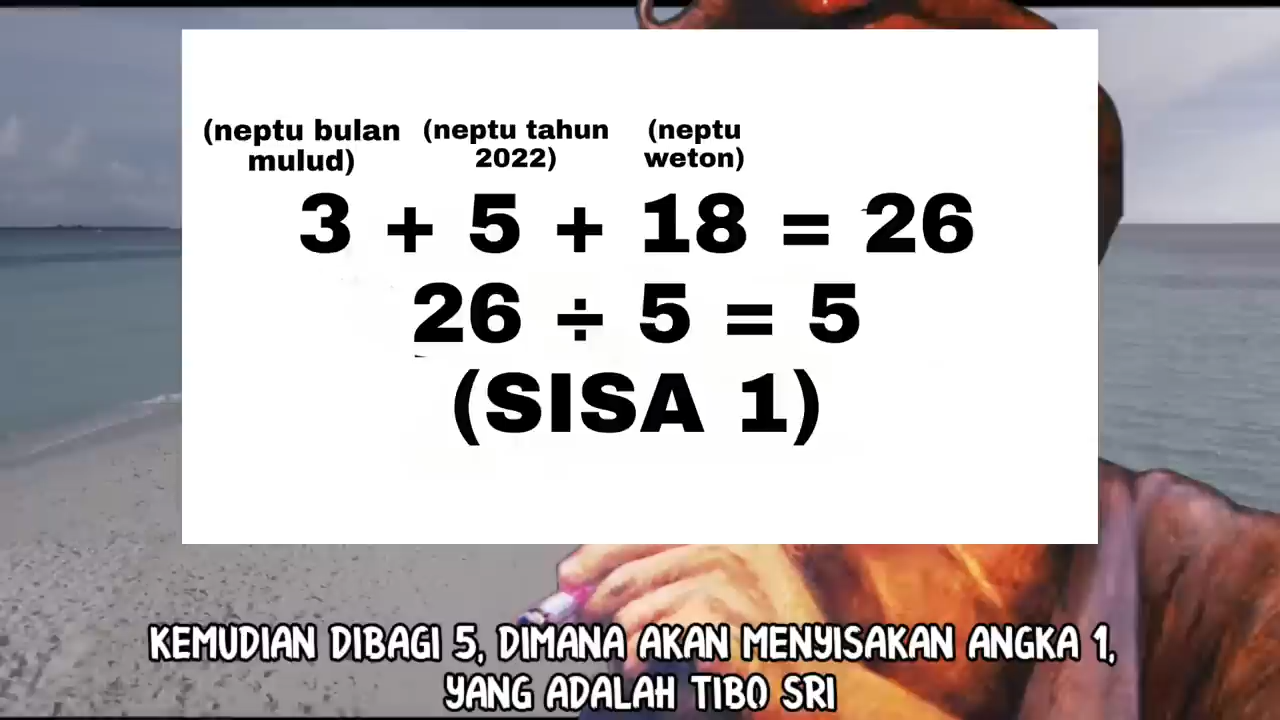 (neptu bulan mulud)
(neptu tahun 2022)
(neptu weton)
3 + 5 + 18 = 26
26 ÷ 5 = 5
(SISA 1)
KEMUDIAN DIBAGI 5, DIMANA AKAN MENYISAKAN ANGKA 1,
YANG ADALAH TIBO SRI